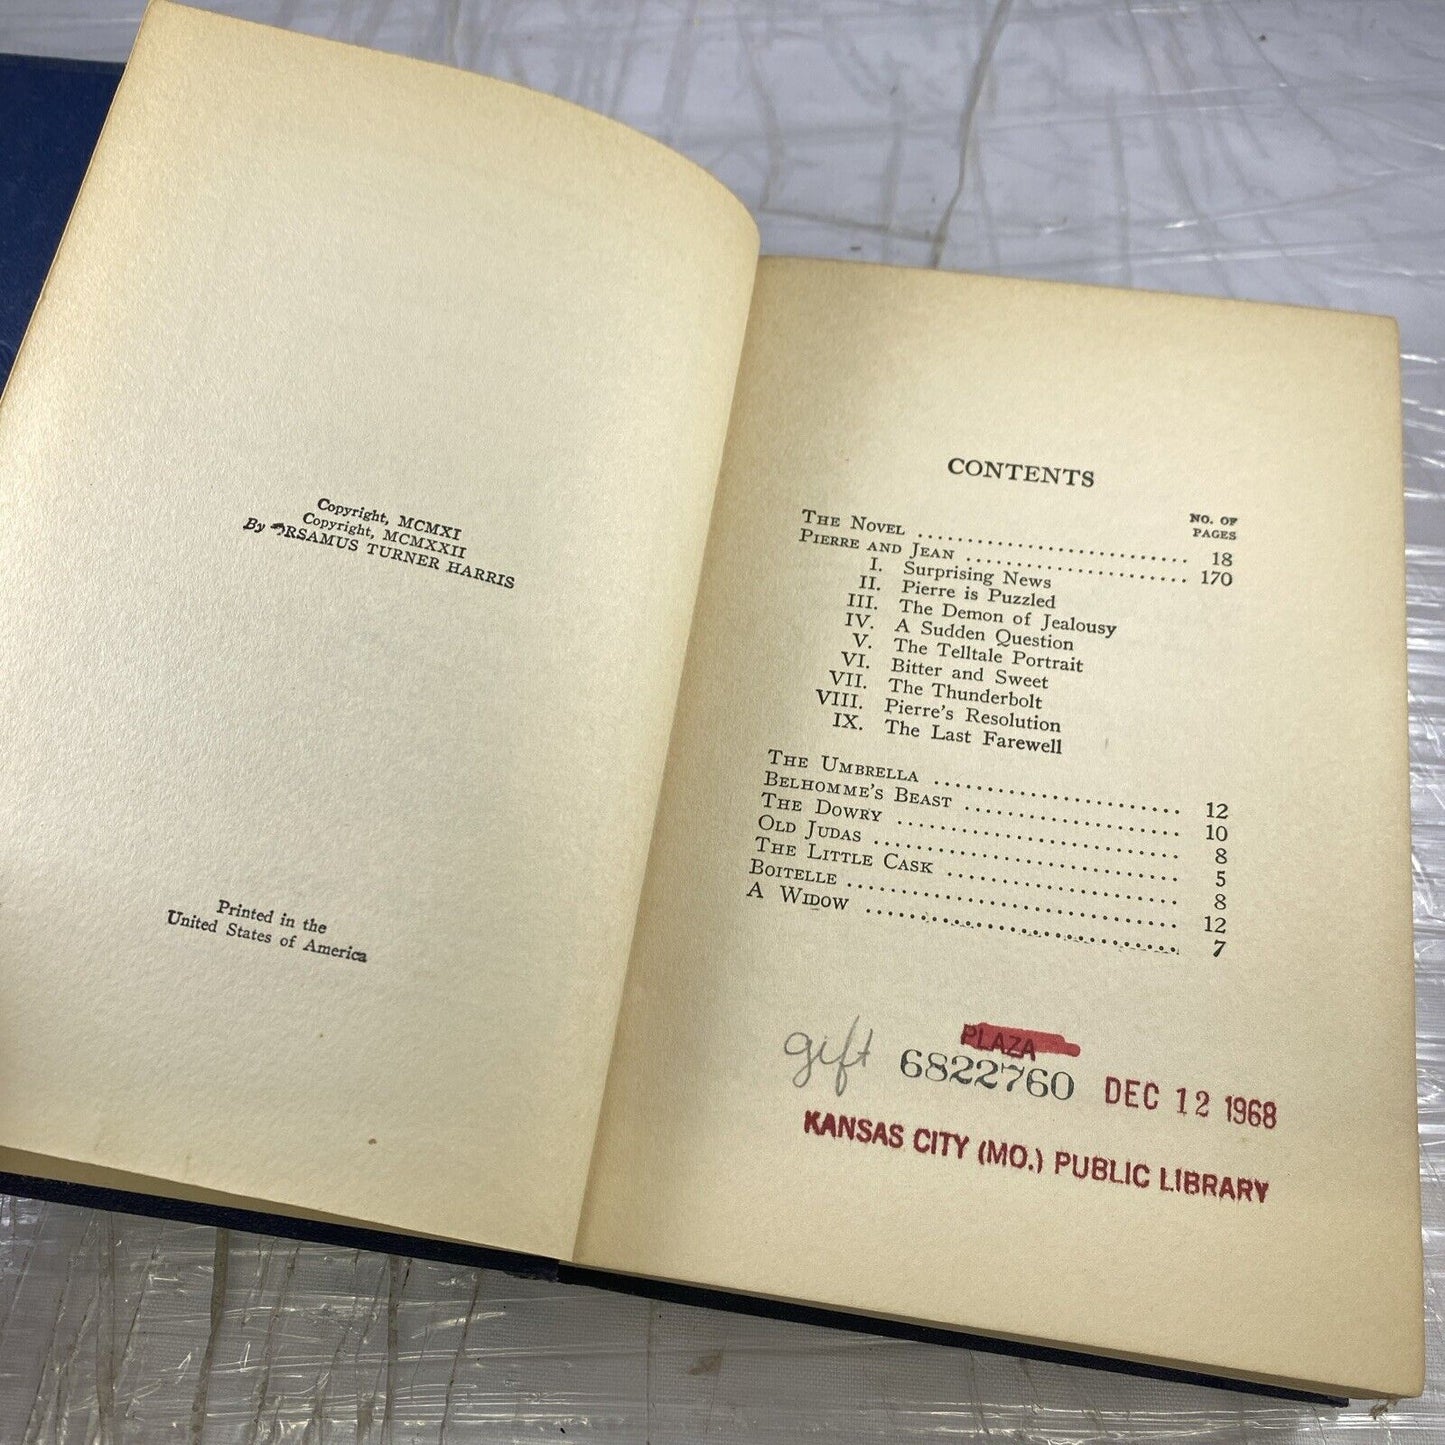 Copyright, MCMXI
Copyright, MCMXXII
By ORSAMUS TURNER HARRIS
Printed in the
United States of America
CONTENTS
NO. OF
PAGES
THE NOVEL .......................... 18
PIERRE AND JEAN ...................... 170
I. Surprising News
II. Pierre is Puzzled
III. The Demon of Jealousy
IV. A Sudden Question
V. The Telltale Portrait
VI. Bitter and Sweet
VII. The Thunderbolt
VIII. Pierre's Resolution
IX. The Last Farewell
THE UMBRELLA ........................ 12
BELHOMME'S BEAST ..................... 10
THE DOWRY ........................... 8
OLD JUDAS ............................ 5
THE LITTLE CASK ...................... 8
BOITELLE ............................. 12
A WIDOW ............................. 7
gift
PLAZA
6822760 DEC 12 1968
KANSAS CITY (MO.) PUBLIC LIBRARY